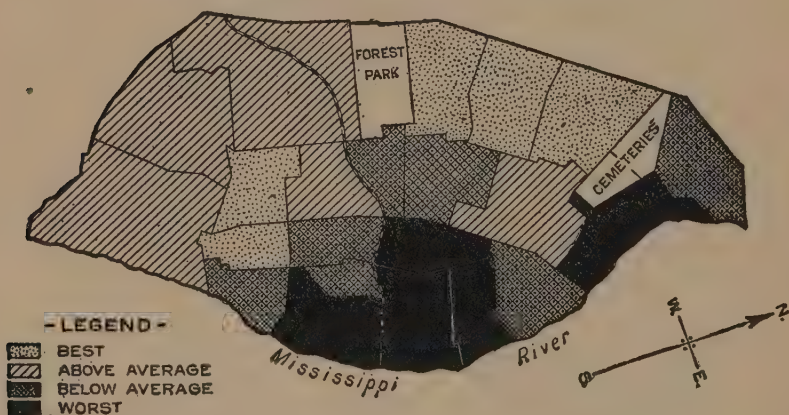 FOREST
PARK
CEMETERIES
- LEGEND -
BEST
ABOVE AVERAGE
BELOW AVERAGE
WORST
Mississippi River
N
W
E
S